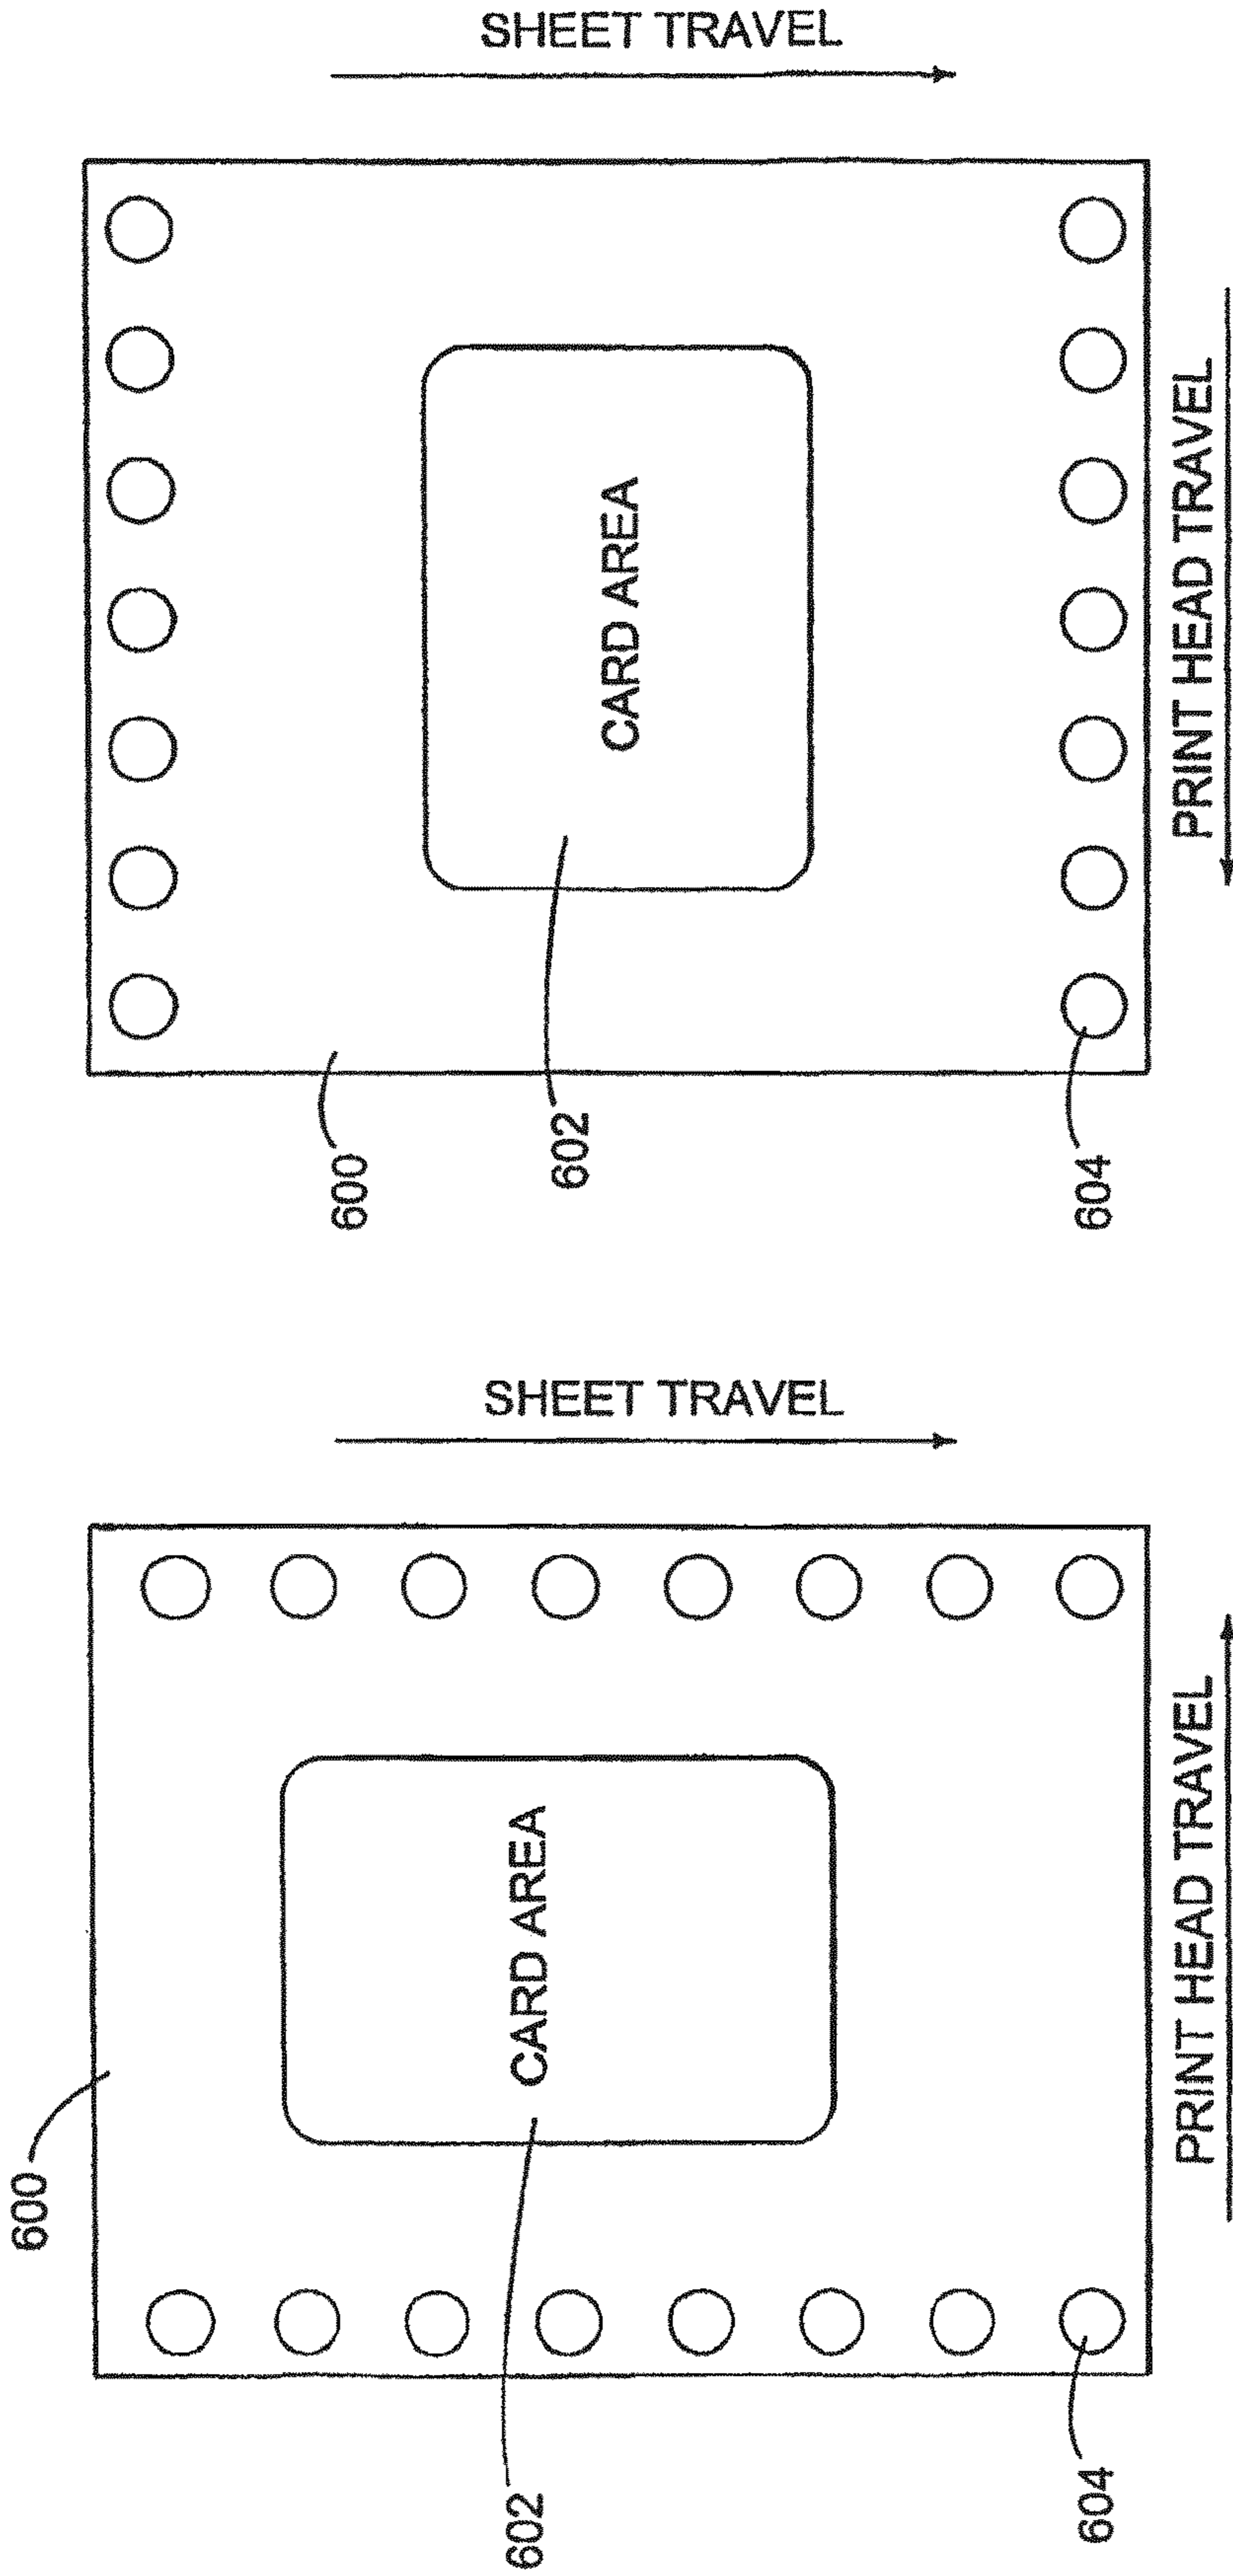 SHEET TRAVEL
CARD AREA
PRINT HEAD TRAVEL
600
602
604
SHEET TRAVEL
CARD AREA
PRINT HEAD TRAVEL
600
602
604